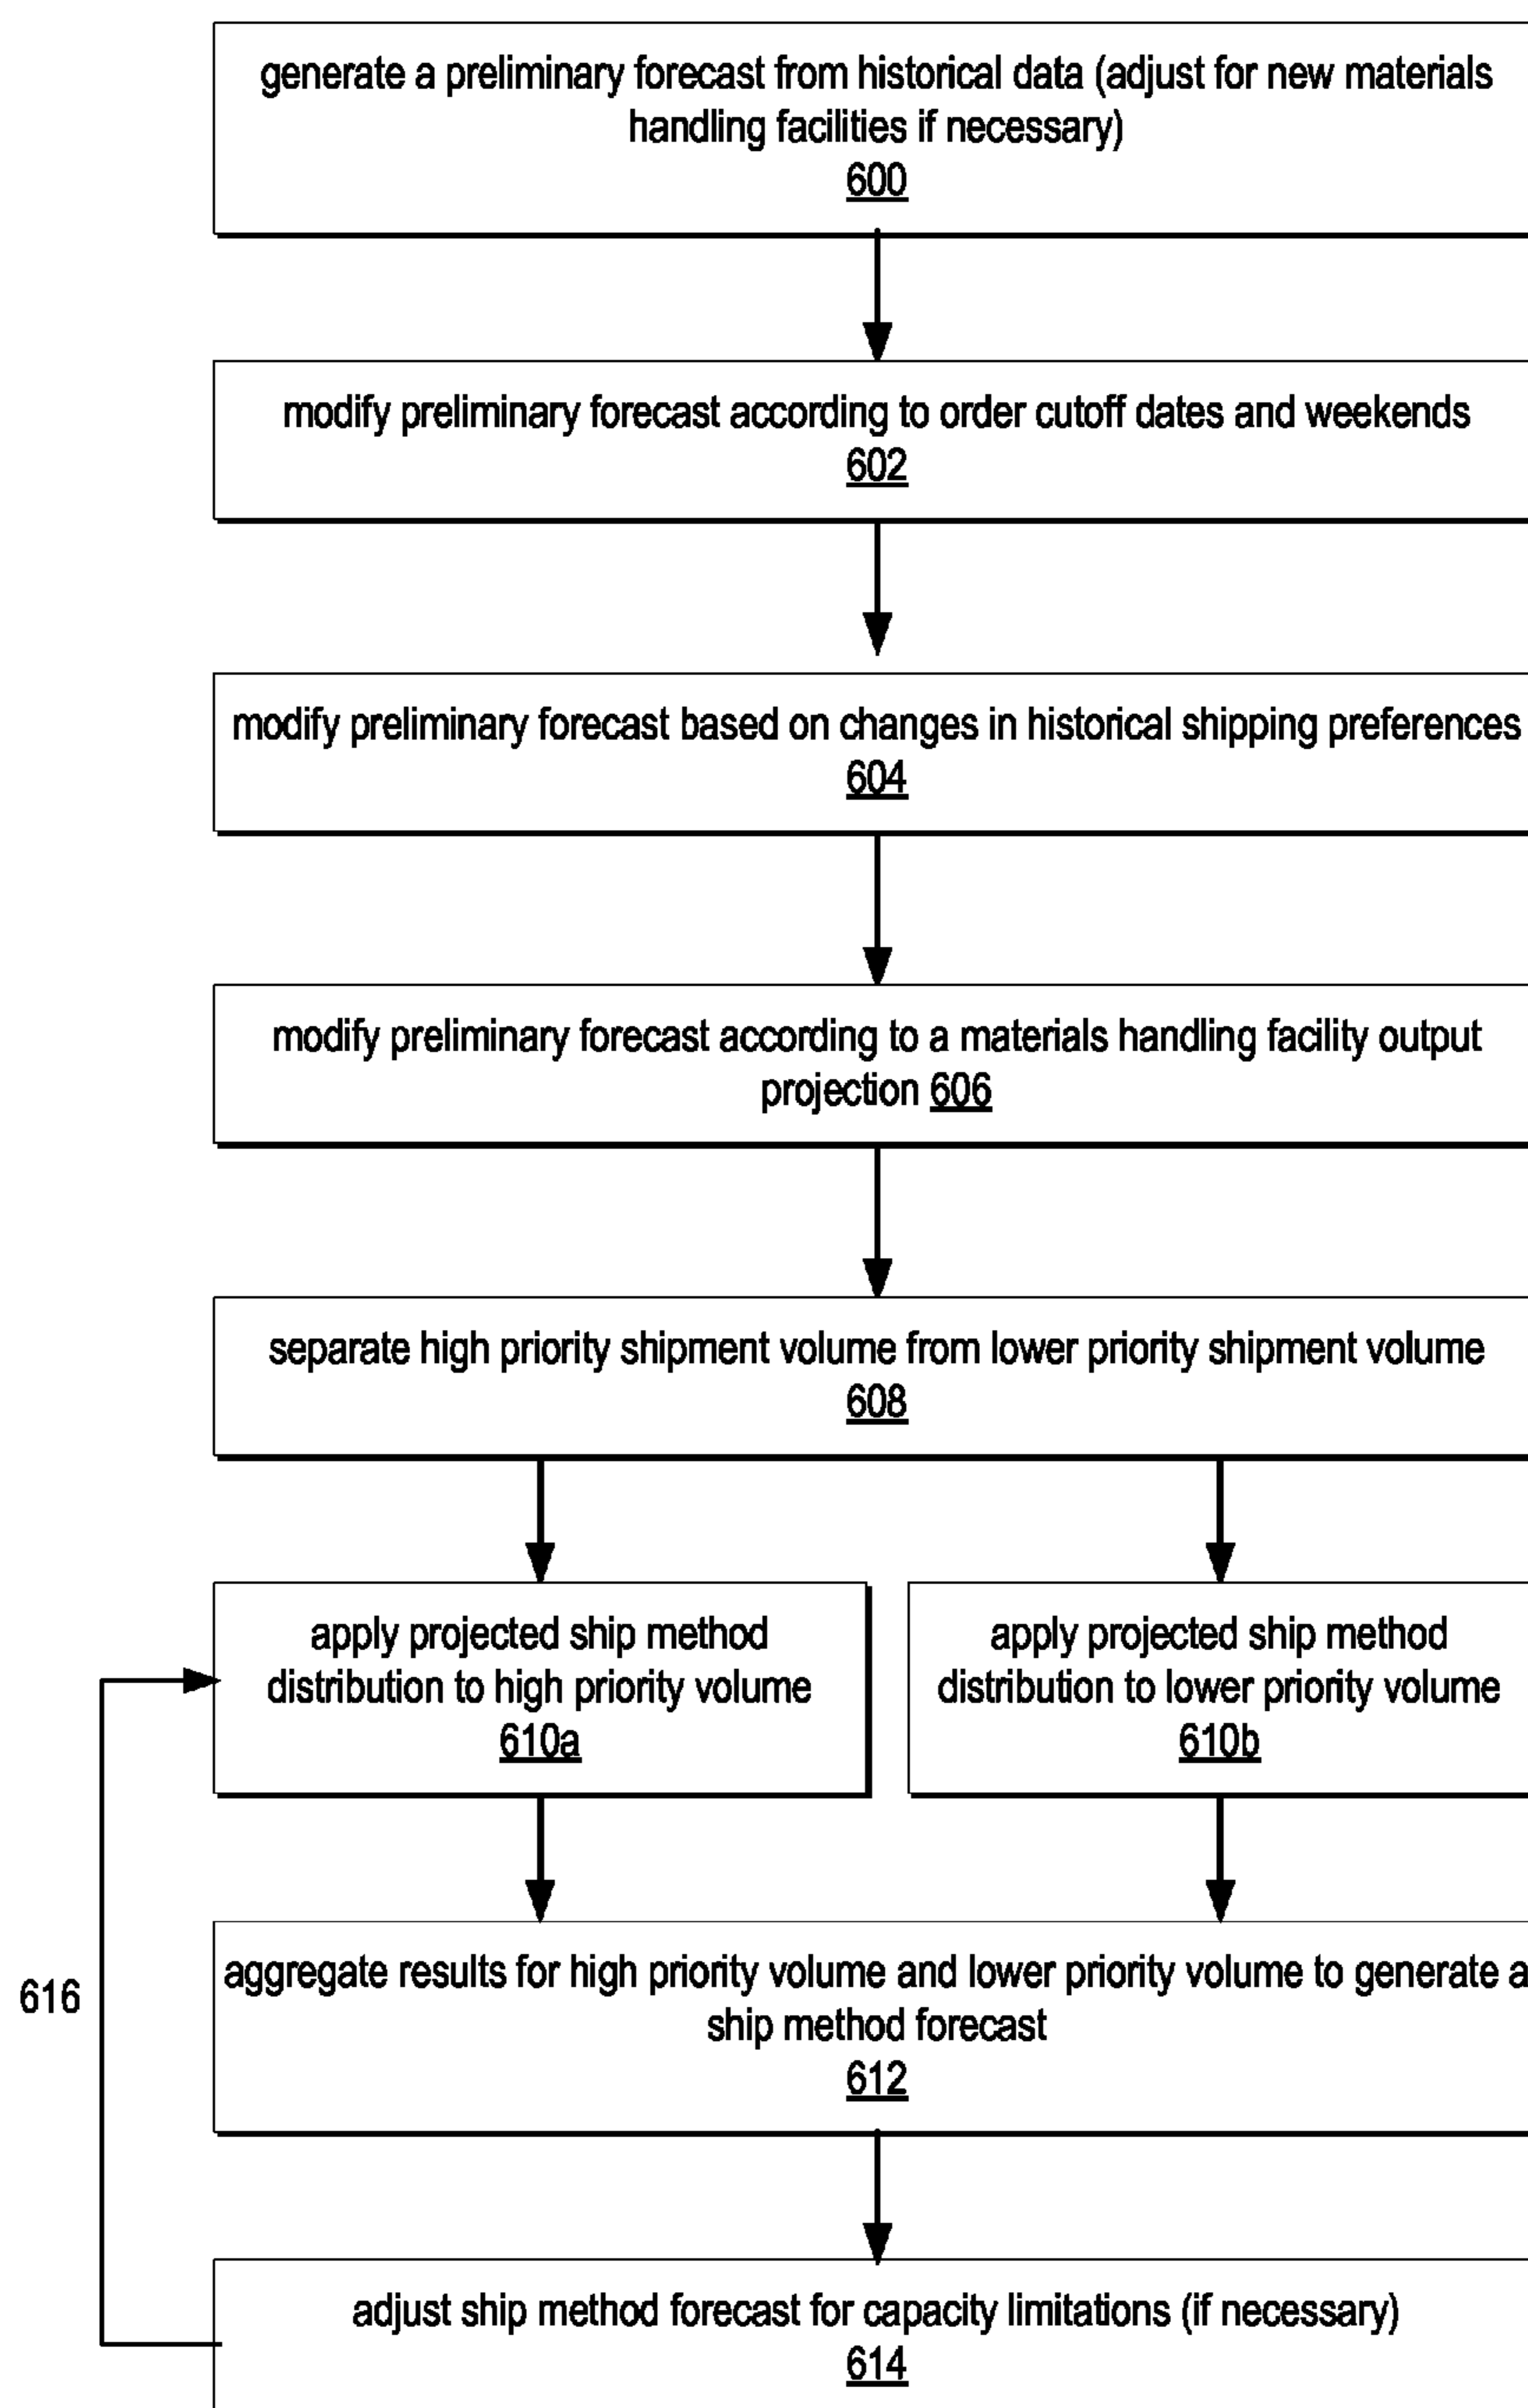 generate a preliminary forecast from historical data (adjust for new materials
handling facilities if necessary)
600
modify preliminary forecast according to order cutoff dates and weekends
602
modify preliminary forecast based on changes in historical shipping preferences
604
modify preliminary forecast according to a materials handling facility output
projection 606
separate high priority shipment volume from lower priority shipment volume
608
apply projected ship method
distribution to high priority volume
610a
apply projected ship method
distribution to lower priority volume
610b
616
aggregate results for high priority volume and lower priority volume to generate a
ship method forecast
612
adjust ship method forecast for capacity limitations (if necessary)
614